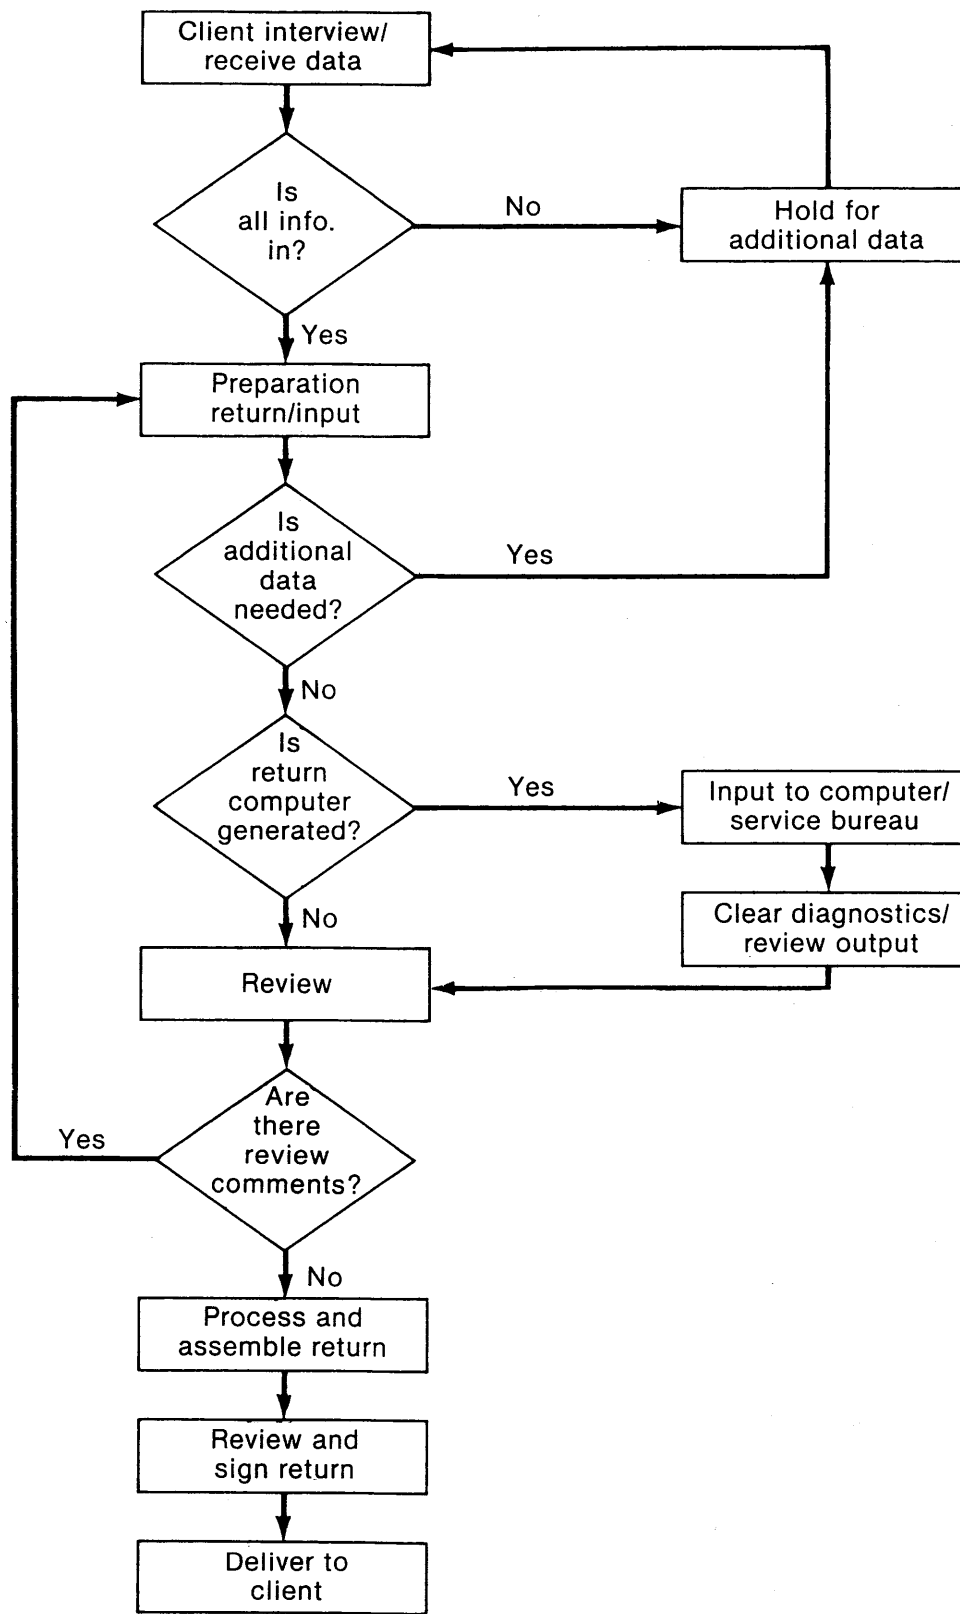 Client interview/
receive data
Is
all info.
in?
No
Hold for
additional data
Yes
Preparation
return/input
Is
additional
data
needed?
Yes
No
Is
return
computer
generated?
Yes
Input to computer/
service bureau
Clear diagnostics/
review output
No
Review
Are
there
review
comments?
Yes
No
Process and
assemble return
Review and
sign return
Deliver to
client